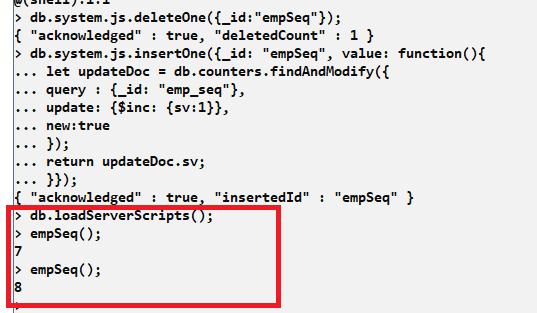 @(shell):1:1
> db.system.js.deleteOne({_id:"empSeq"});
{ "acknowledged" : true, "deletedCount" : 1 }
> db.system.js.insertOne({_id: "empSeq", value: function(){
... let updateDoc = db.counters.findAndModify({
... query : {_id: "emp_seq"},
... update: {$inc: {sv:1}},
... new:true
... });
... return updateDoc.sv;
... }});
{ "acknowledged" : true, "insertedId" : "empSeq" }
> db.loadServerScripts();
> empSeq();
7
> empSeq();
8
>